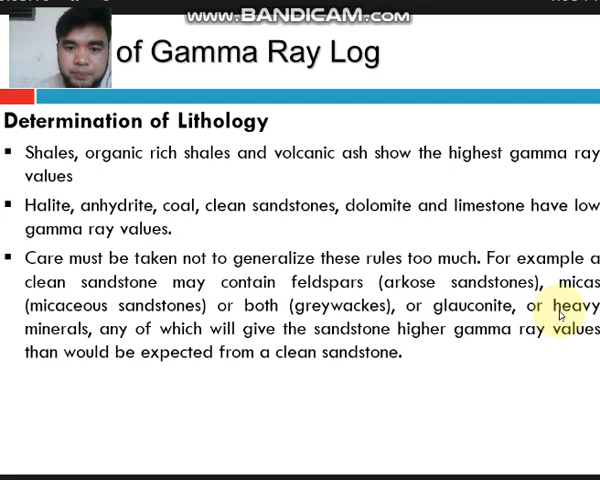 www.BANDICAM.com
of Gamma Ray Log
Determination of Lithology
▪ Shales, organic rich shales and volcanic ash show the highest gamma ray
values
▪ Halite, anhydrite, coal, clean sandstones, dolomite and limestone have low
gamma ray values.
▪ Care must be taken not to generalize these rules too much. For example a
clean sandstone may contain feldspars (arkose sandstones), micas
(micaceous sandstones) or both (greywackes), or glauconite, or heavy
minerals, any of which will give the sandstone higher gamma ray values
than would be expected from a clean sandstone.